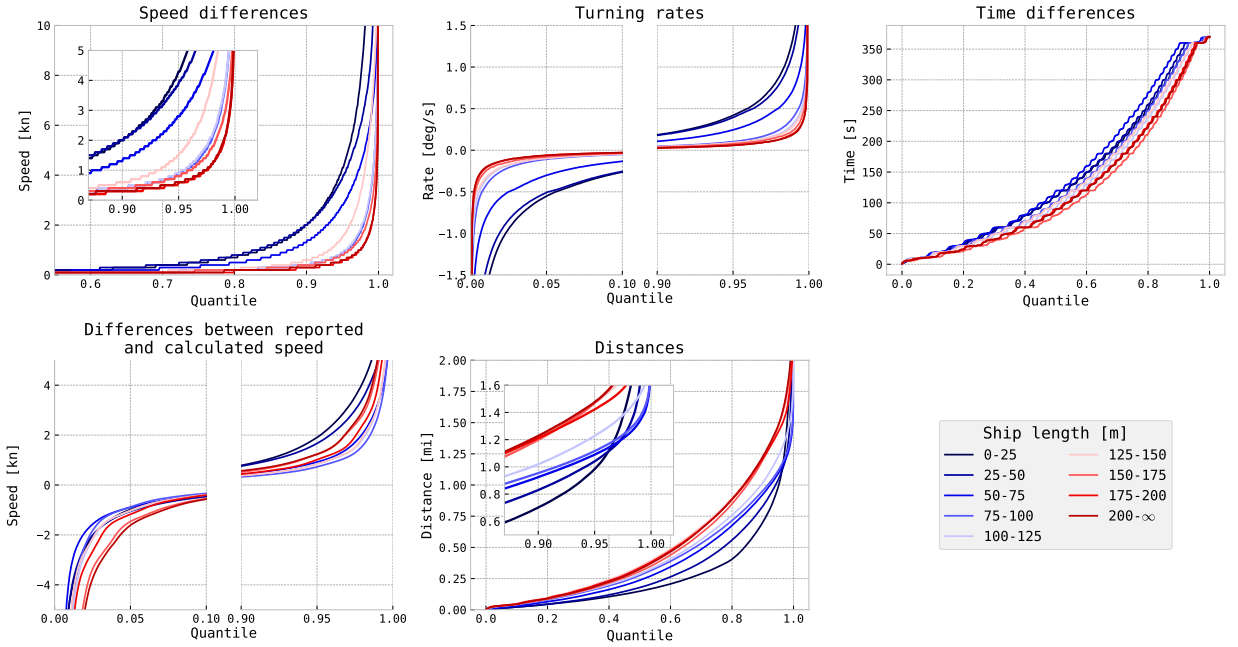 Speed differences
Speed [kn]
10
8
6
4
2
0
5
4
3
2
1
0
0.90 0.95 1.00
0.6 0.7 0.8 0.9 1.0
Quantile
Turning rates
Rate [deg/s]
1.5
1.0
0.5
0.0
−0.5
−1.0
−1.5
0.00 0.05 0.10 0.90 0.95 1.00
Quantile
Time differences
Time [s]
350
300
250
200
150
100
50
0
0.0 0.2 0.4 0.6 0.8 1.0
Quantile
Differences between reported
and calculated speed
Speed [kn]
4
2
0
−2
−4
0.00 0.05 0.10 0.90 0.95 1.00
Quantile
Distances
Distance [mi]
2.00
1.75
1.50
1.25
1.00
0.75
0.50
0.25
0.00
1.6
1.4
1.2
1.0
0.8
0.6
0.90 0.95 1.00
0.0 0.2 0.4 0.6 0.8 1.0
Quantile
Ship length [m]
0-25
25-50
50-75
75-100
100-125
125-150
150-175
175-200
200-∞